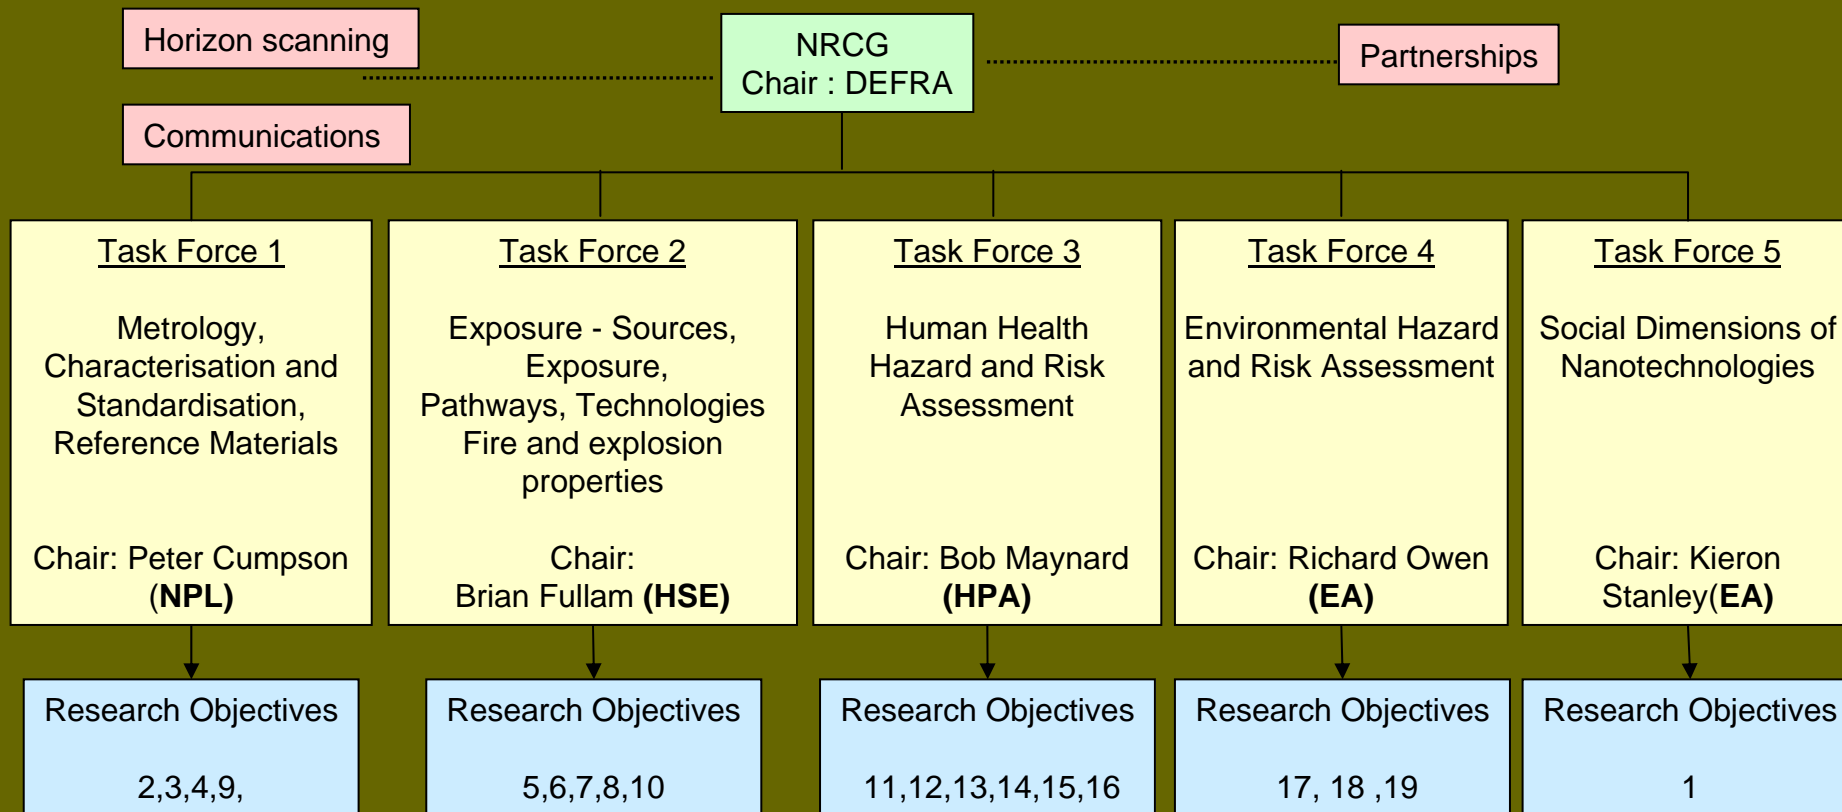 Horizon scanning
NRCG
Chair : DEFRA
Partnerships
Communications
Task Force 1
Metrology,
Characterisation and
Standardisation,
Reference Materials
Chair: Peter Cumpson
(NPL)
Task Force 2
Exposure - Sources,
Exposure,
Pathways, Technologies
Fire and explosion
properties
Chair:
Brian Fullam (HSE)
Task Force 3
Human Health
Hazard and Risk
Assessment
Chair: Bob Maynard
(HPA)
Task Force 4
Environmental Hazard
and Risk Assessment
Chair: Richard Owen
(EA)
Task Force 5
Social Dimensions of
Nanotechnologies
Chair: Kieron
Stanley(EA)
Research Objectives
2,3,4,9,
Research Objectives
5,6,7,8,10
Research Objectives
11,12,13,14,15,16
Research Objectives
17, 18 ,19
Research Objectives
1